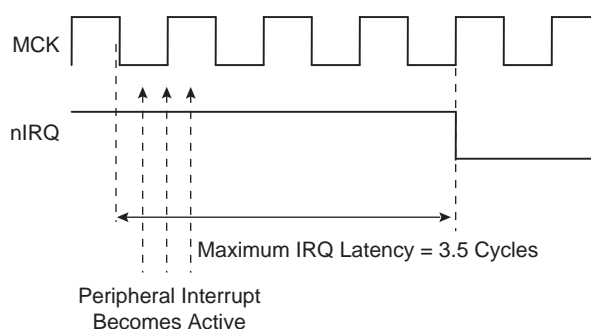 MCK
nIRQ
Maximum IRQ Latency = 3.5 Cycles
Peripheral Interrupt
Becomes Active